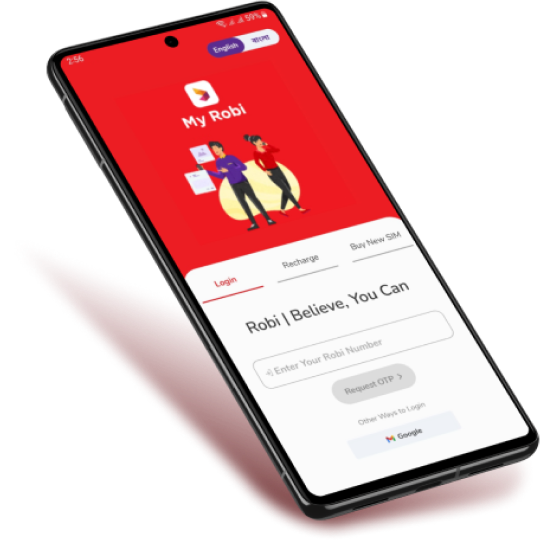 2:56
59%
English
বাংলা
My Robi
Login
Recharge
Buy New SIM
Robi | Believe, You Can
Enter Your Robi Number
Request OTP >
Other Ways to Login
Google